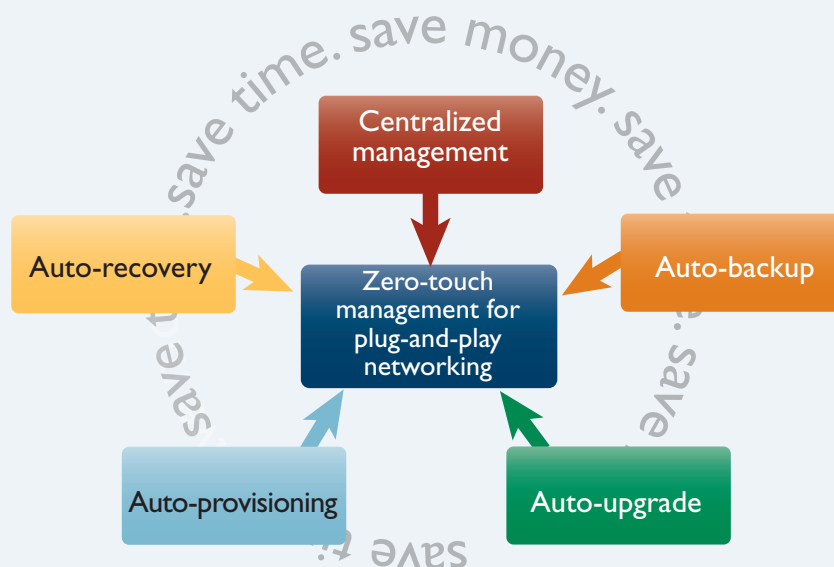 save time. save money. save
Centralized
management
Auto-recovery
Zero-touch
management for
plug-and-play
networking
Auto-backup
save
save
Auto-provisioning
Auto-upgrade
save